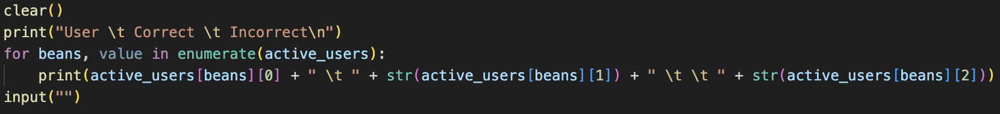 clear()
print("User \t Correct \t Incorrect\n")
for beans, value in enumerate(active_users):
    print(active_users[beans][0] + " \t " + str(active_users[beans][1]) + " \t \t " + str(active_users[beans][2]))
input("")